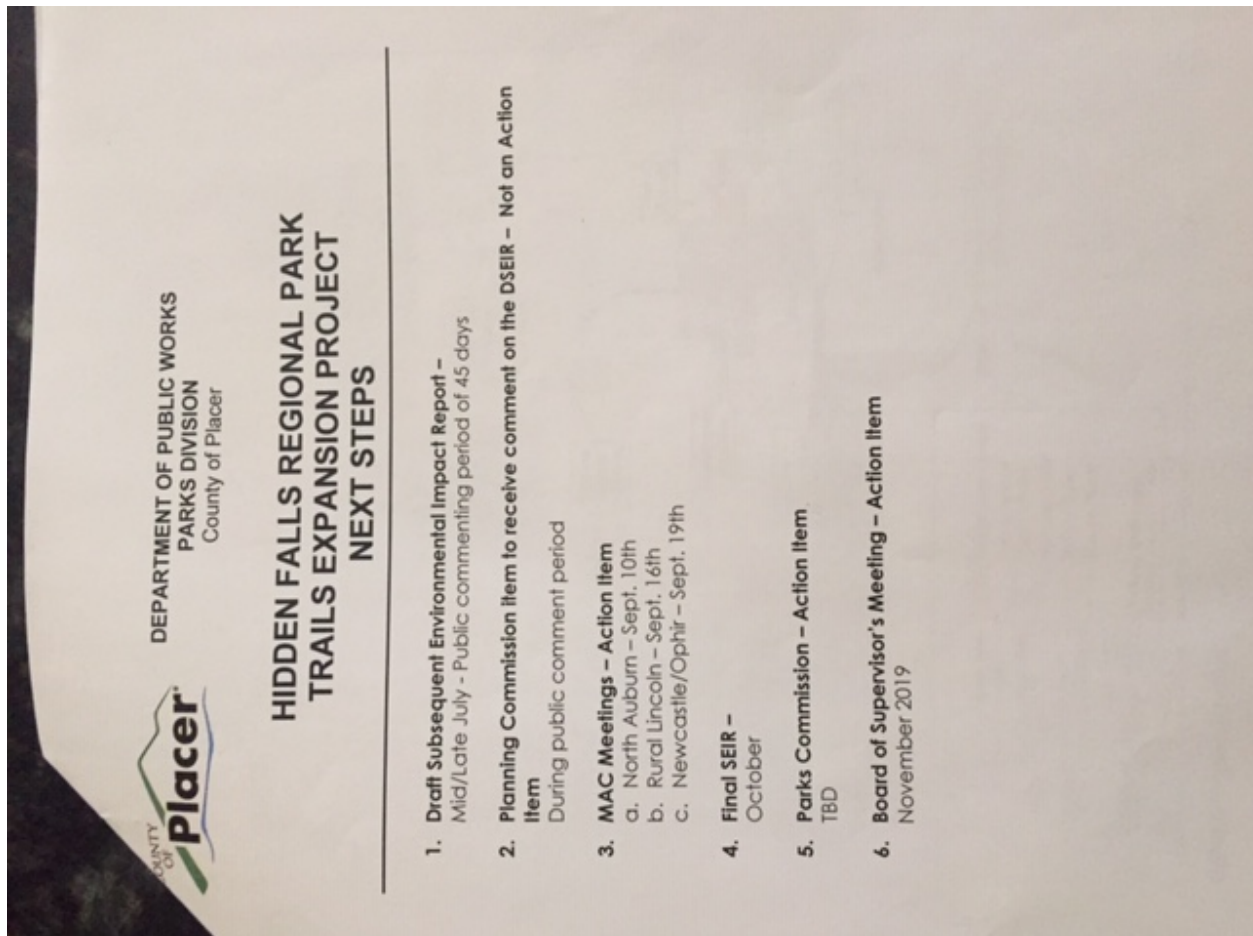 COUNTY
OF
Placer
DEPARTMENT OF PUBLIC WORKS
PARKS DIVISION
County of Placer
HIDDEN FALLS REGIONAL PARK
TRAILS EXPANSION PROJECT
NEXT STEPS
1. Draft Subsequent Environmental Impact Report –
Mid/Late July - Public commenting period of 45 days
2. Planning Commission item to receive comment on the DSEIR – Not an Action
Item
During public comment period
3. MAC Meetings – Action Item
a. North Auburn – Sept. 10th
b. Rural Lincoln – Sept. 16th
c. Newcastle/Ophir – Sept. 19th
4. Final SEIR –
October
5. Parks Commission – Action Item
TBD
6. Board of Supervisor's Meeting – Action Item
November 2019